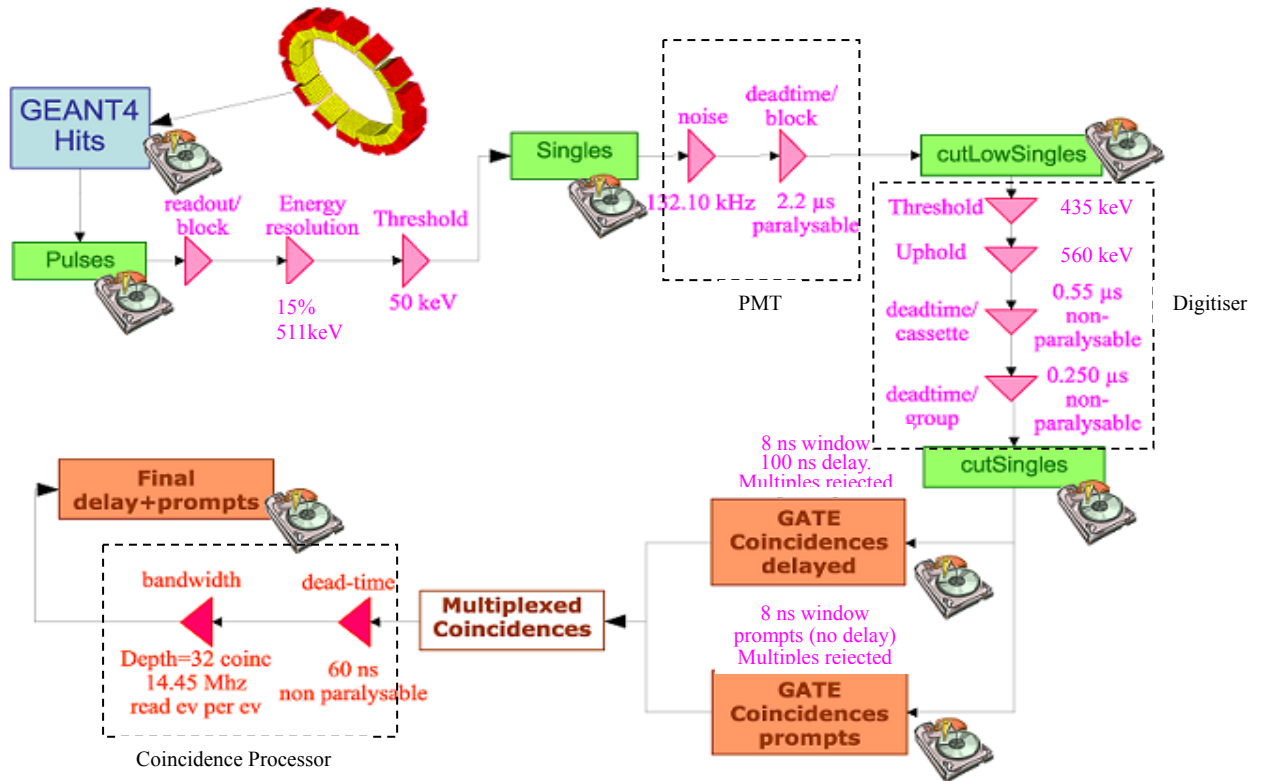 GEANT4
Hits
Pulses
readout/
block
Energy
resolution
15%
511keV
Threshold
50 keV
Singles
noise
132.10 kHz
deadtime/
block
2.2 µs
paralysable
PMT
cutLowSingles
Threshold
435 keV
Uphold
560 keV
deadtime/
cassette
0.55 µs
non-
paralysable
deadtime/
group
0.250 µs
non-
paralysable
Digitiser
cutSingles
8 ns window
100 ns delay.
Multiples rejected
GATE
Coincidences
delayed
8 ns window
prompts (no delay)
Multiples rejected
GATE
Coincidences
prompts
Multiplexed
Coincidences
dead-time
60 ns
non paralysable
bandwidth
Depth=32 coinc
14.45 Mhz
read ev per ev
Coincidence Processor
Final
delay+prompts